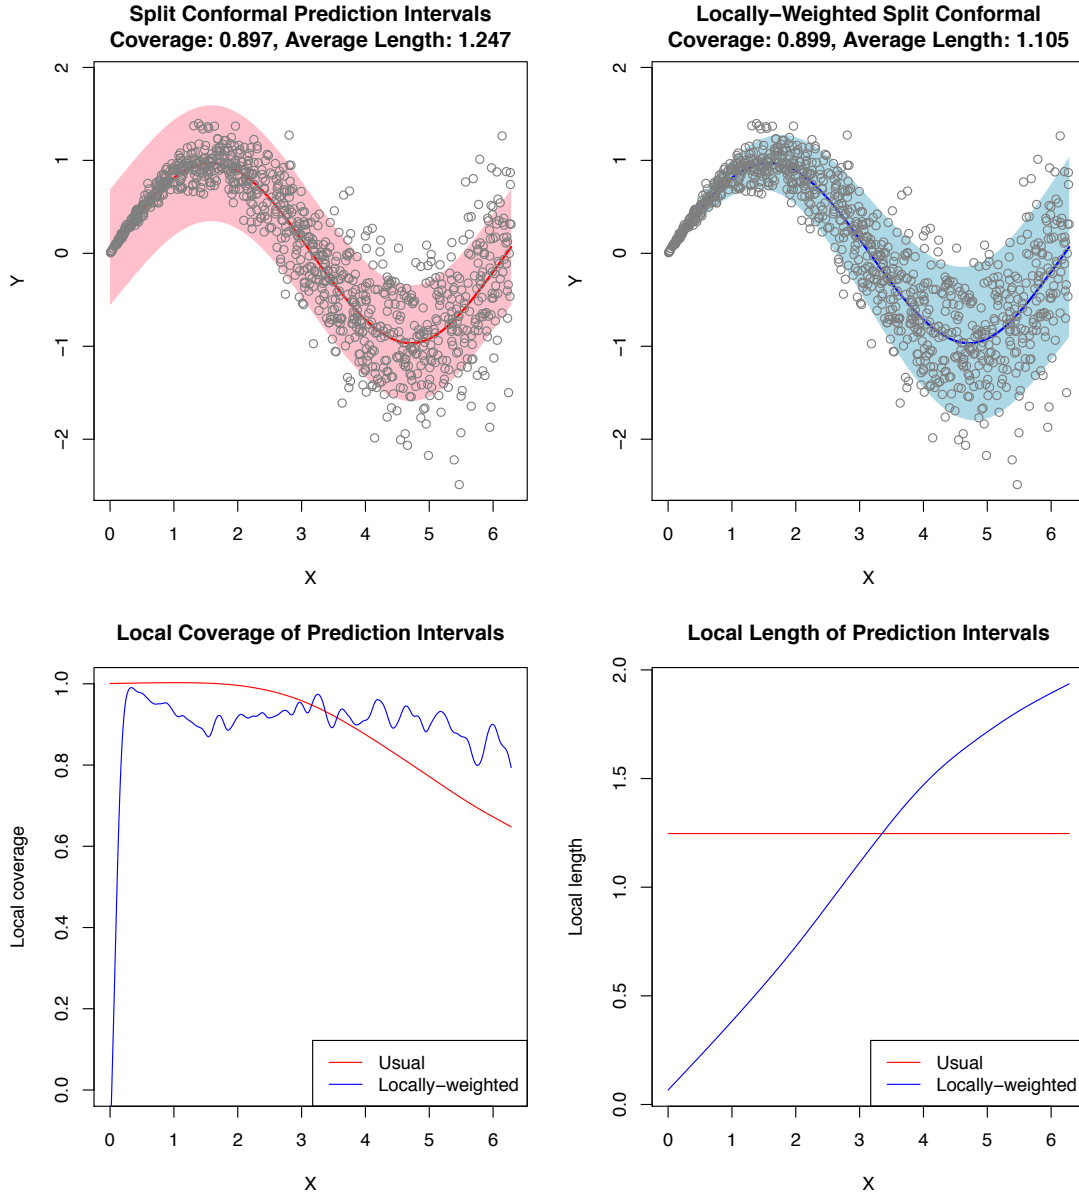 Split Conformal Prediction Intervals
Coverage: 0.897, Average Length: 1.247
2
1
0
−1
−2
Y
0 1 2 3 4 5 6
X
Locally−Weighted Split Conformal
Coverage: 0.899, Average Length: 1.105
2
1
0
−1
−2
Y
0 1 2 3 4 5 6
X
Local Coverage of Prediction Intervals
1.0
0.8
0.6
0.4
0.2
0.0
Local coverage
Usual
Locally−weighted
0 1 2 3 4 5 6
X
Local Length of Prediction Intervals
2.0
1.5
1.0
0.5
0.0
Local length
Usual
Locally−weighted
0 1 2 3 4 5 6
X